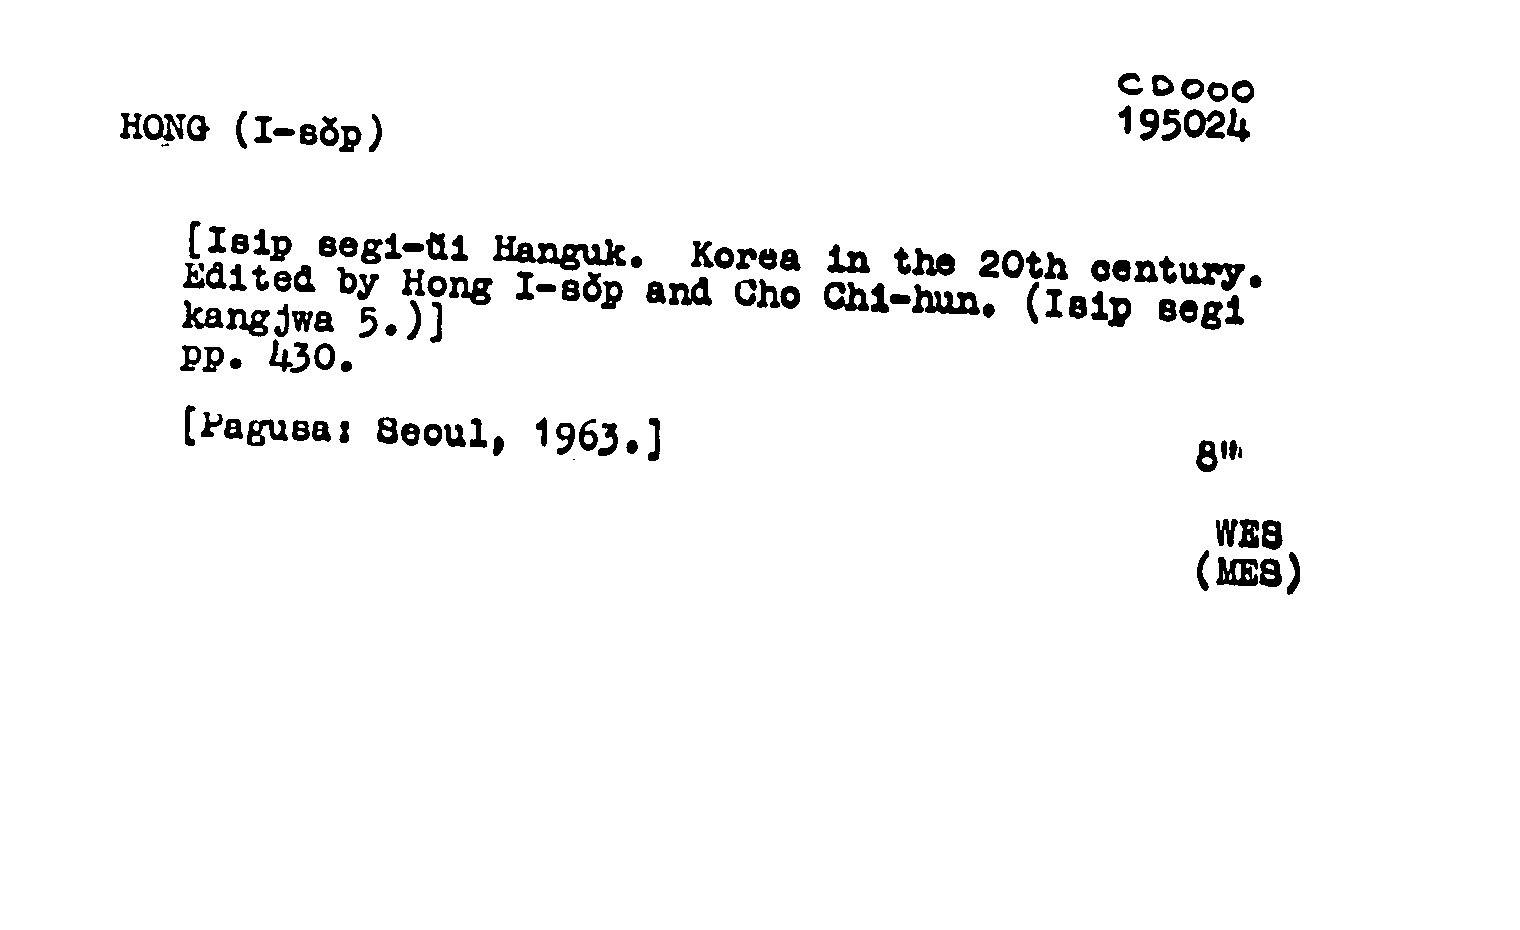 CD000
HONG (I-sŏp) 195024
[Isip segi-ŭi Hanguk. Korea in the 20th century.
Edited by Hong I-sŏp and Cho Chi-hun. (Isip segi
kangjwa 5.)]
pp. 430.
[Pagusa: Seoul, 1963.]
WES
(MES)